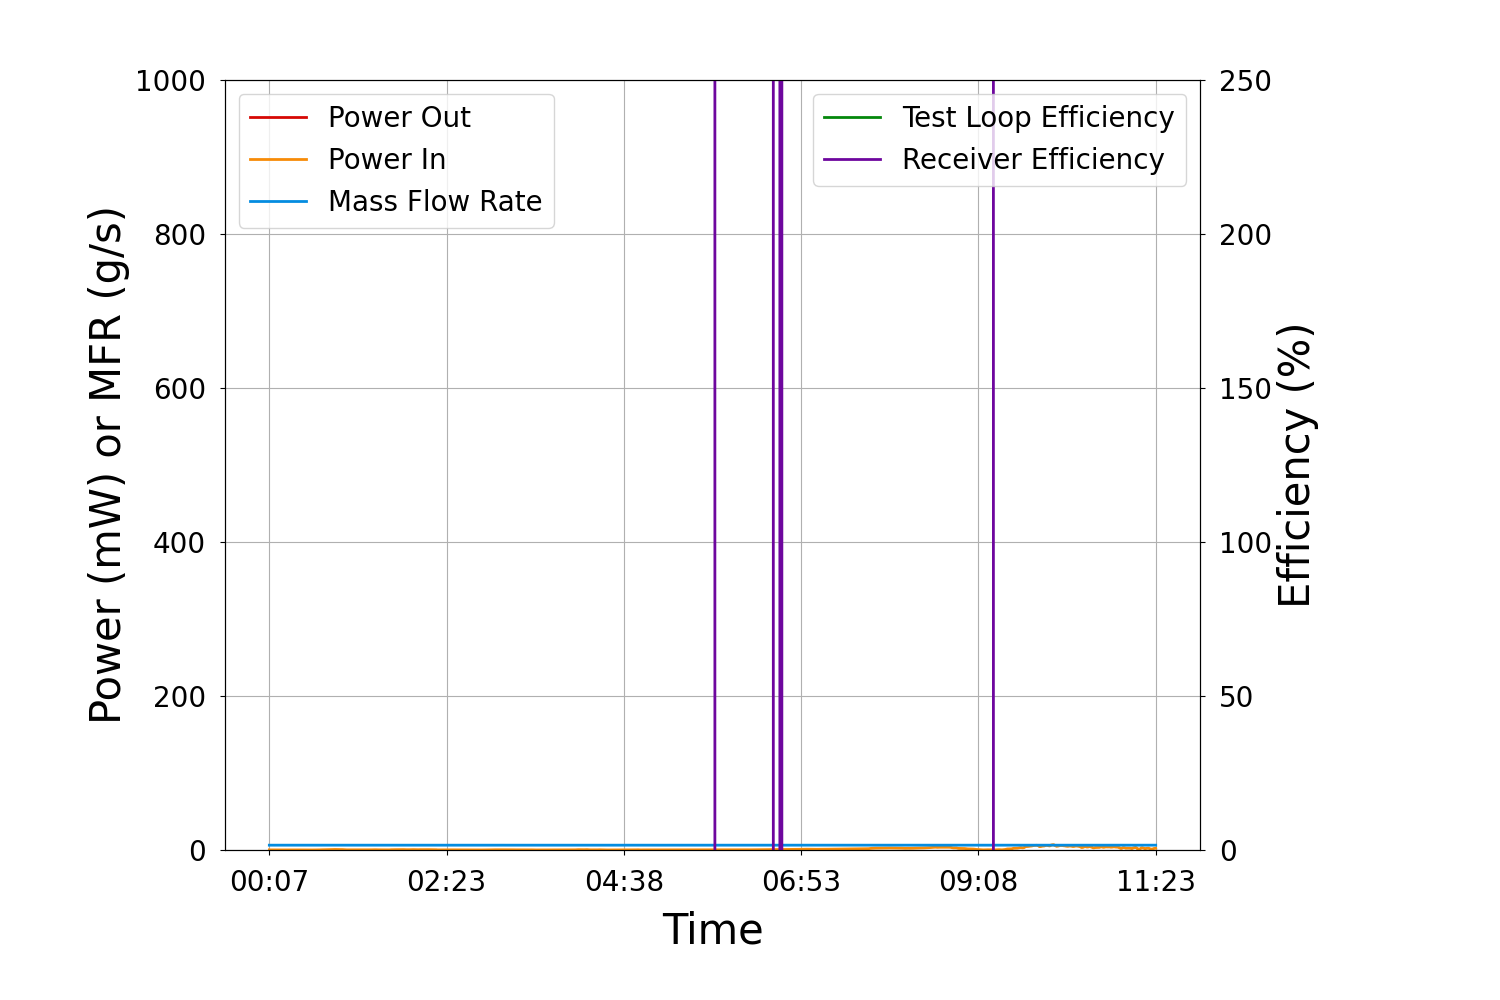 1000
800
600
400
200
0
Power (mW) or MFR (g/s)
Power Out
Power In
Mass Flow Rate
Test Loop Efficiency
Receiver Efficiency
250
200
150
100
50
0
Efficiency (%)
00:07 02:23 04:38 06:53 09:08 11:23
Time